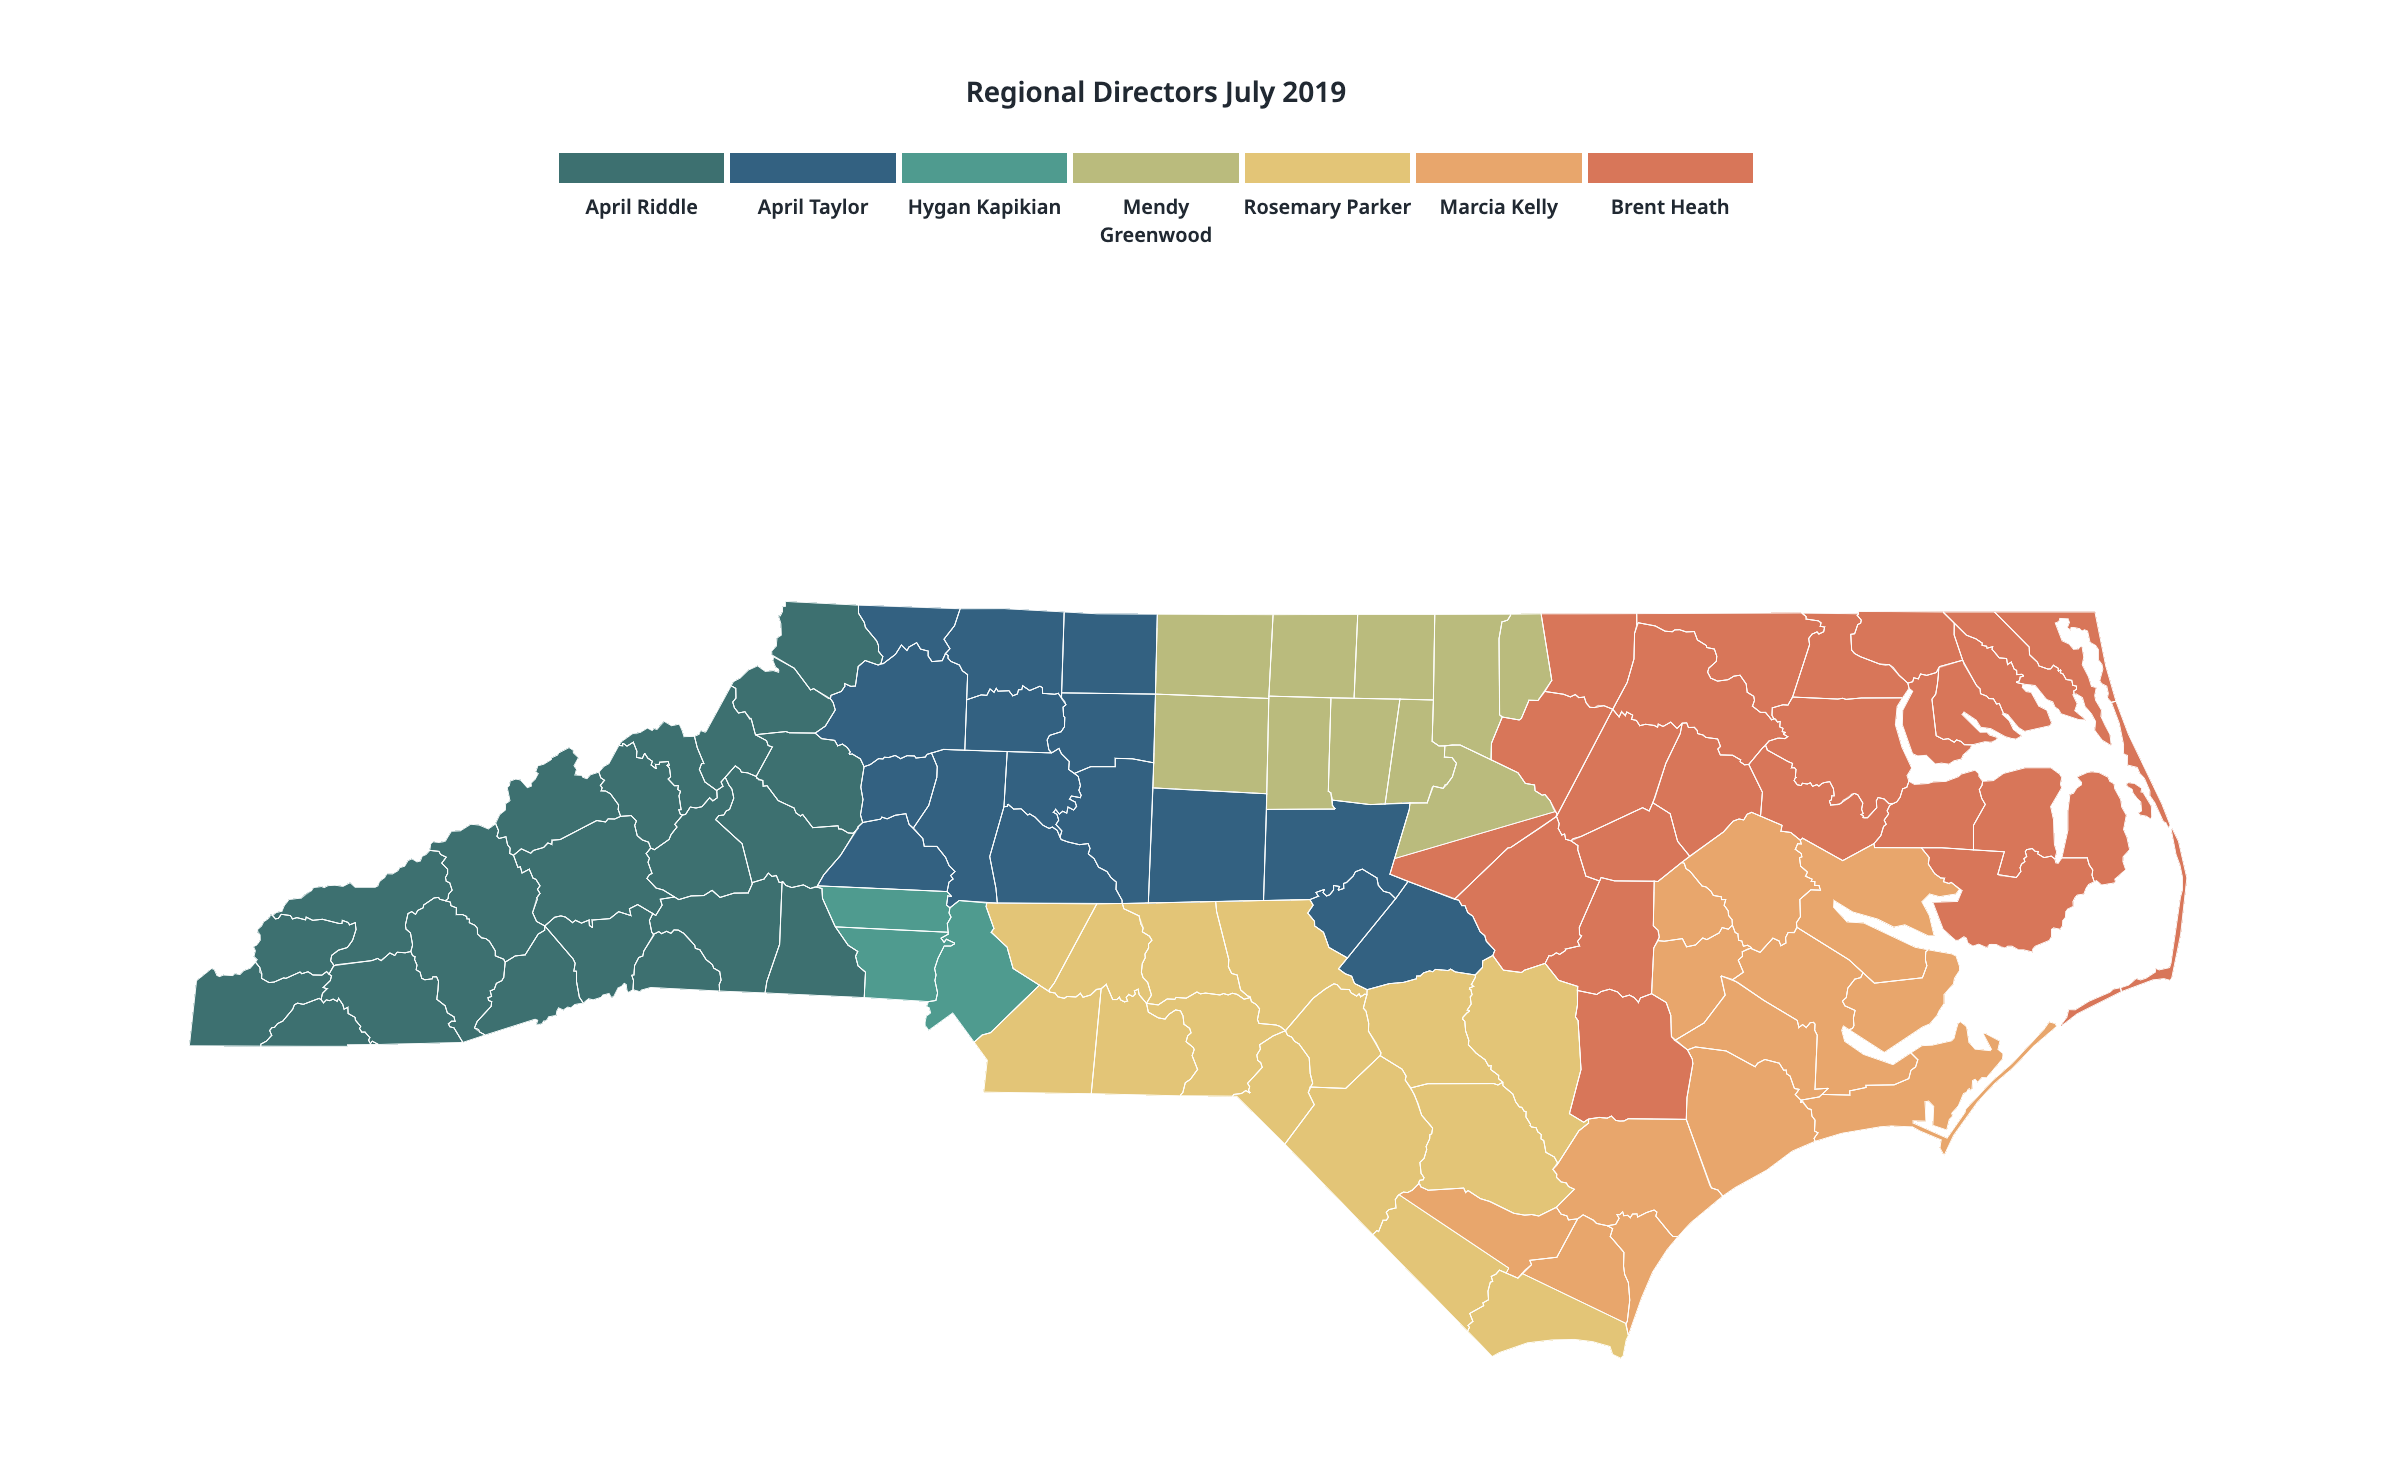 Regional Directors July 2019
April Riddle
April Taylor
Hygan Kapikian
Mendy
Greenwood
Rosemary Parker
Marcia Kelly
Brent Heath